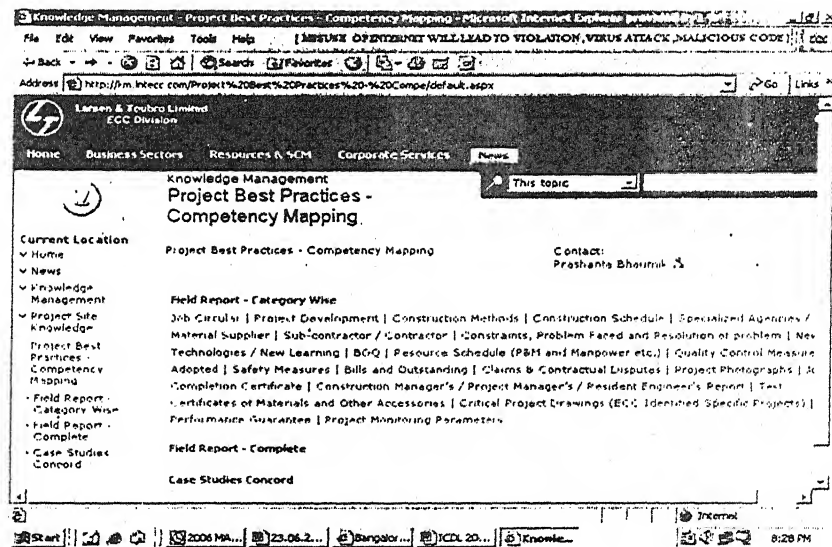 Knowledge Management - Project Best Practices - Competency Mapping - Microsoft Internet Explorer
File Edit View Favorites Tools Help [MISUSE OF INTERNET WILL LEAD TO VIOLATION, VIRUS ATTACK, MALICIOUS CODE]
Back Search Favorites
Address http://km.lntecc.com/Project%20Best%20Practices%20-%20Compe/default.aspx Go Links
Larsen & Toubro Limited
ECC Division
Home Business Sectors Resources & SCM Corporate Services News
This topic
Knowledge Management
Project Best Practices -
Competency Mapping
Current Location
Home
News
Knowledge
Management
Project Site
Knowledge
Project Best
Practices -
Competency
Mapping
Field Report -
Category Wise
Field Report -
Complete
Case Studies
Concord
Project Best Practices - Competency Mapping
Contact:
Prashanta Bhaumik
Field Report - Category Wise
Job Circular | Project Development | Construction Methods | Construction Schedule | Specialized Agencies /
Material Supplier | Sub-contractor / Contractor | Constraints, Problem Faced and Resolution of problem | New
Technologies / New Learning | BOQ | Resource Schedule (P&M and Manpower etc.) | Quality Control Measure
Adopted | Safety Measures | Bills and Outstanding | Claims & Contractual Disputes | Project Photographs |
Completion Certificate | Construction Manager's / Project Manager's / Resident Engineer's Report | Test
Certificates of Materials and Other Accessories | Critical Project Drawings (ECC Identified Specific Projects) |
Performance Guarantee | Project Monitoring Parameters
Field Report - Complete
Case Studies Concord
Internet
Start 2006 MA... 23.06.2... Bangalor... ICDL 20... Knowle... 8:28 PM